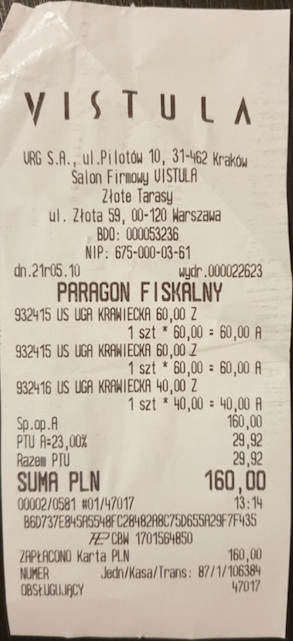 VISTULA
VRG S.A., ul.Pilotów 10, 31-462 Kraków
Salon Firmowy VISTULA
Złote Tarasy
ul. Złota 59, 00-120 Warszawa
BDO: 000053236
NIP: 675-000-03-61
dn.21r05.10 wydr.000022623
PARAGON FISKALNY
932415 US UGA KRAWIECKA 60,00 Z
1 szt * 60,00 = 60,00 A
932415 US UGA KRAWIECKA 60,00 Z
1 szt * 60,00 = 60,00 A
932416 US UGA KRAWIECKA 40,00 Z
1 szt * 40,00 = 40,00 A
Sp.op.A 160,00
PTU A=23,00% 29,92
Razem PTU 29,92
SUMA PLN 160,00
00002/0581 #01/47017 13:14
B6D737E845A5548FC28482A8C75D655A29F7F435
CBW 1701564850
ZAPŁACONO Karta PLN 160,00
NUMER Jedn/Kasa/Trans: 87/1/106384
OBSŁUGUJĄCY 47017